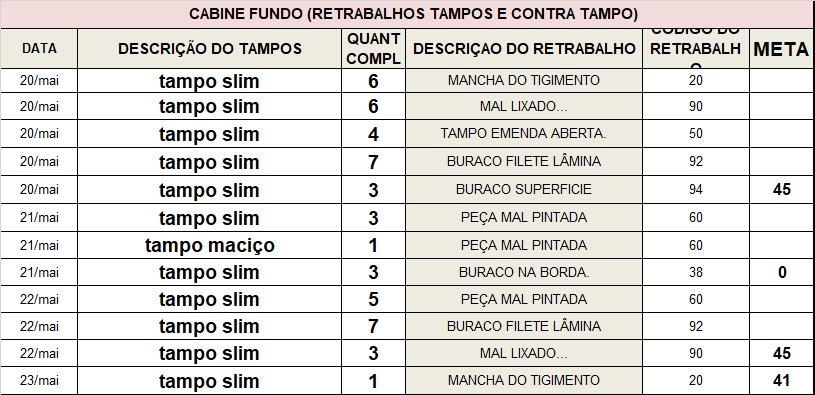 CABINE FUNDO (RETRABALHOS TAMPOS E CONTRA TAMPO)
DATA DESCRIÇÃO DO TAMPOS QUANT COMPL DESCRIÇAO DO RETRABALHO CODIGO DO RETRABALHO META
20/mai tampo slim 6 MANCHA DO TIGIMENTO 20
20/mai tampo slim 6 MAL LIXADO... 90
20/mai tampo slim 4 TAMPO EMENDA ABERTA. 50
20/mai tampo slim 7 BURACO FILETE LÂMINA 92
20/mai tampo slim 3 BURACO SUPERFICIE 94 45
21/mai tampo slim 3 PEÇA MAL PINTADA 60
21/mai tampo maciço 1 PEÇA MAL PINTADA 60
21/mai tampo slim 3 BURACO NA BORDA. 38 0
22/mai tampo slim 5 PEÇA MAL PINTADA 60
22/mai tampo slim 7 BURACO FILETE LÂMINA 92
22/mai tampo slim 3 MAL LIXADO... 90 45
23/mai tampo slim 1 MANCHA DO TIGIMENTO 20 41